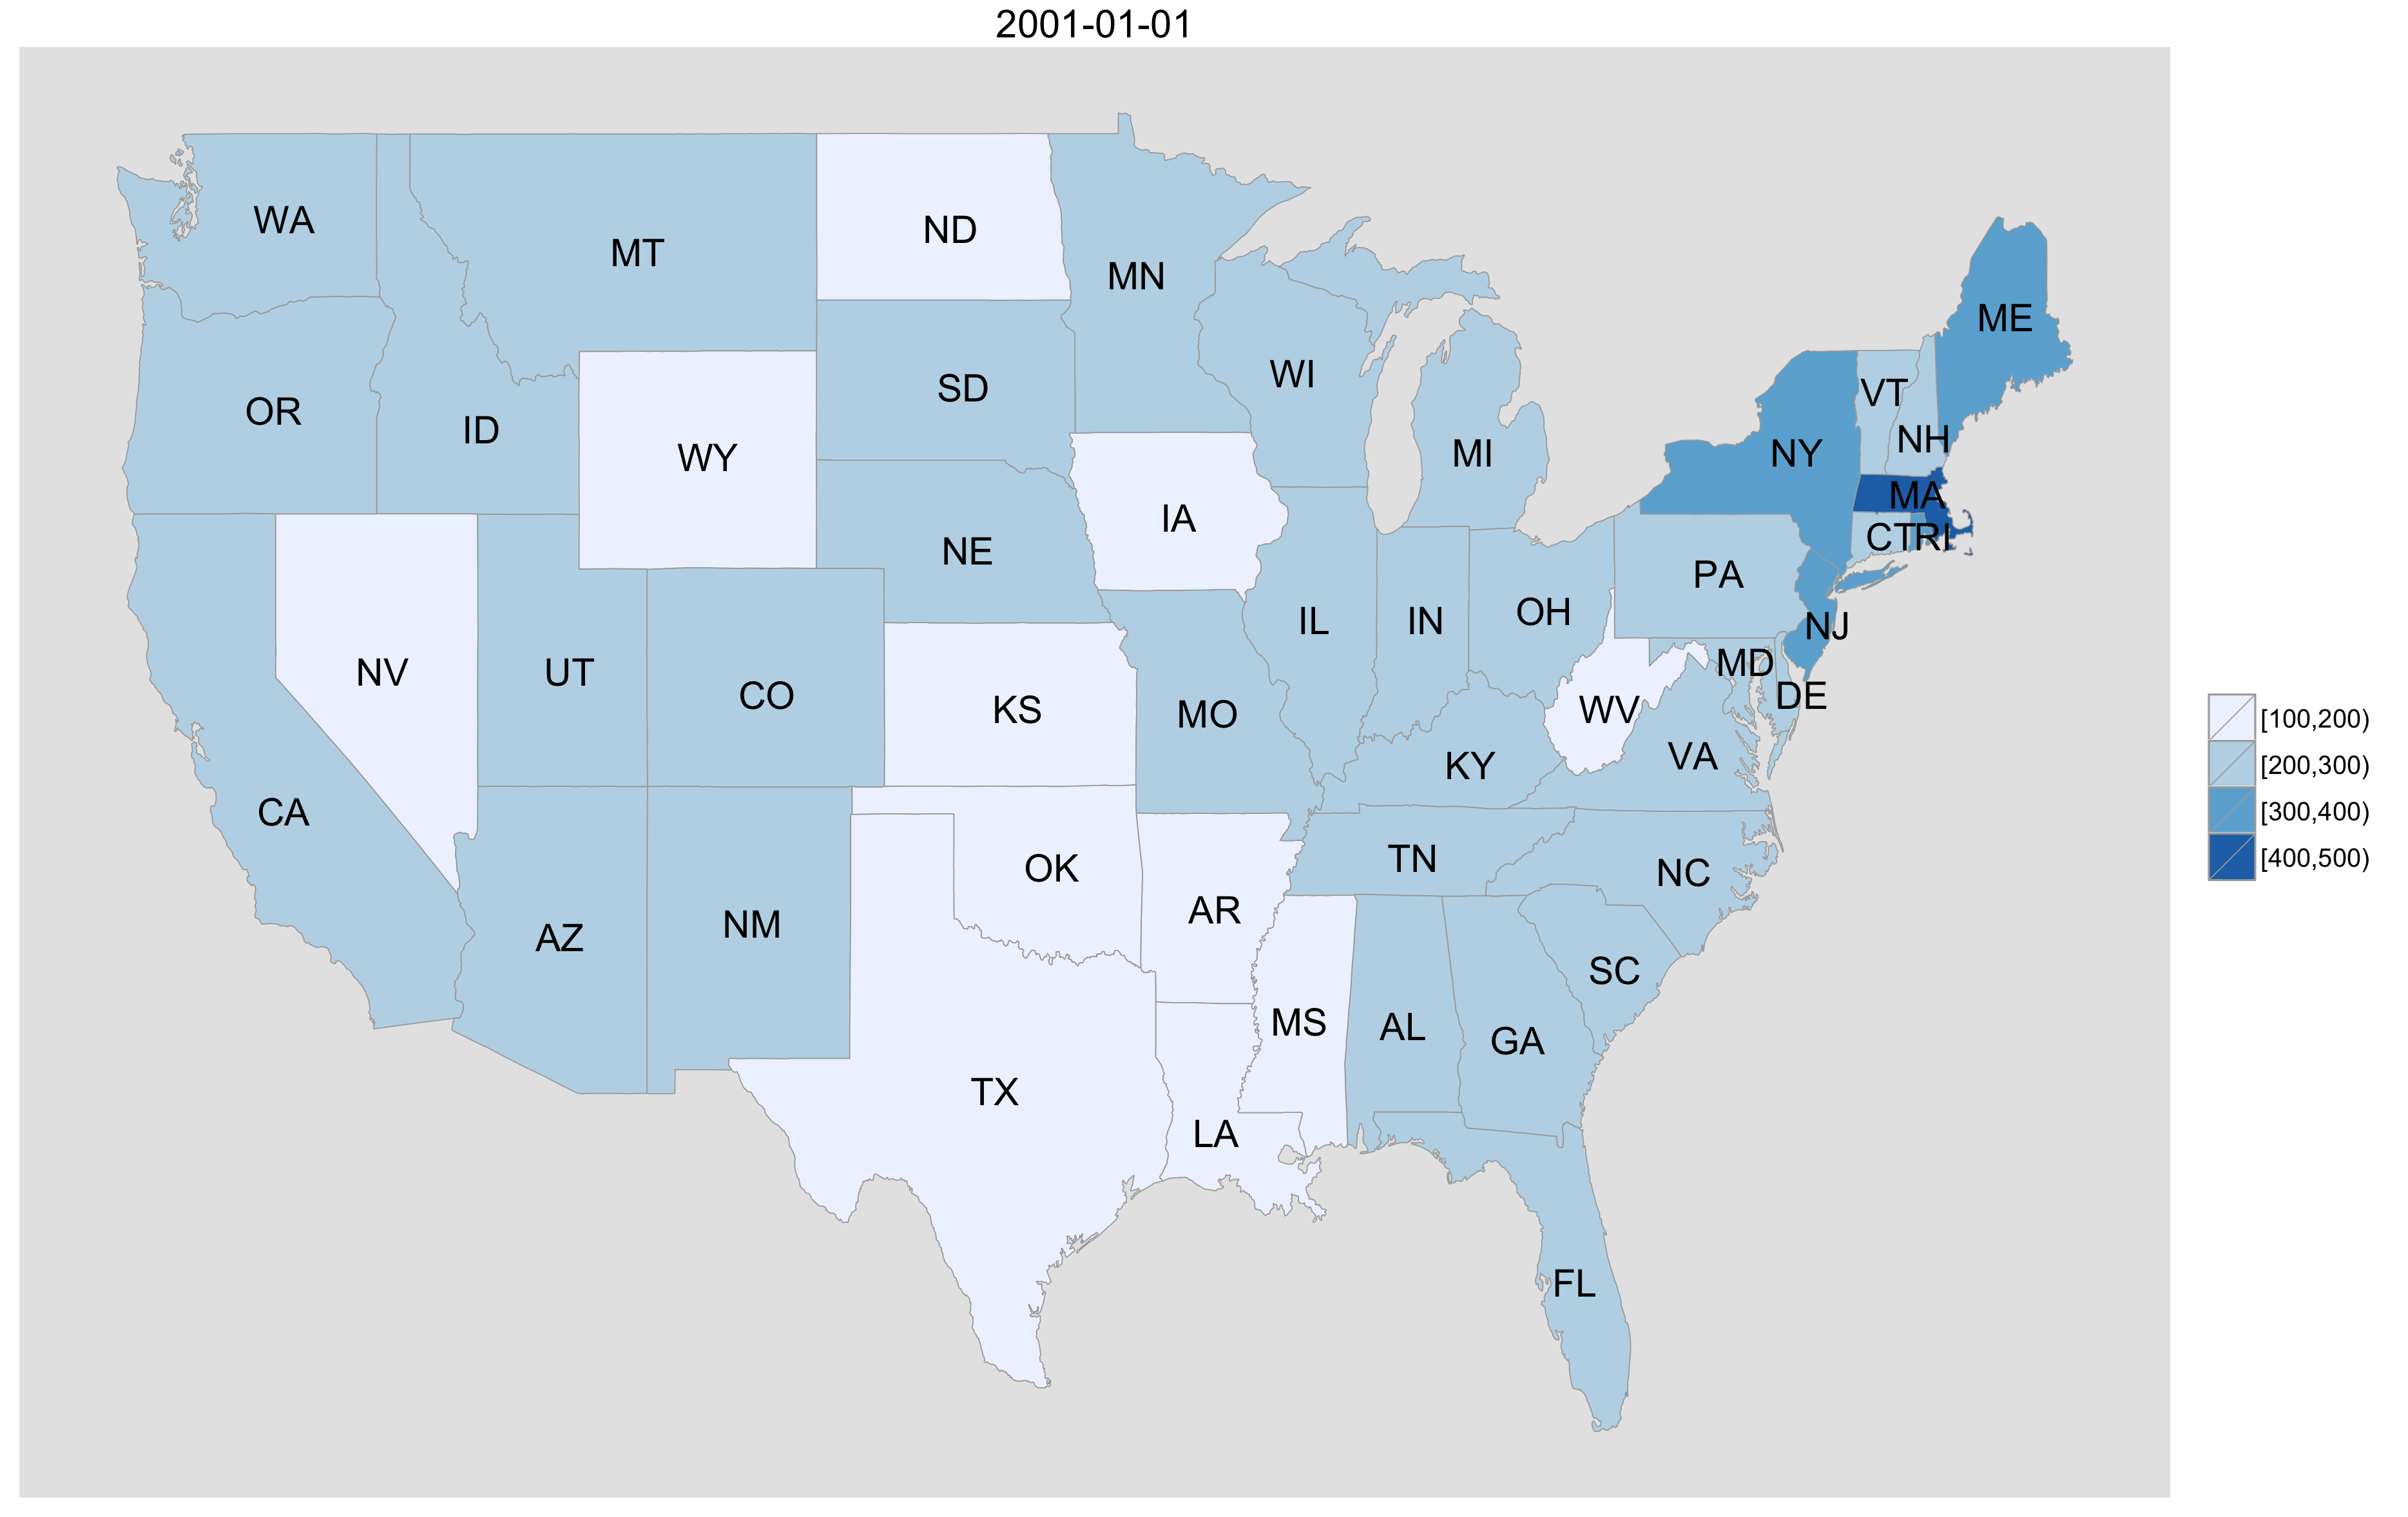 2001-01-01
WA
MT
ND
MN
ME
OR
ID
WY
SD
WI
MI
NY
VT
NH
MA
CT
RI
IA
NE
PA
NV
UT
CO
KS
MO
IL
IN
OH
NJ
MD
DE
WV
VA
KY
CA
OK
AR
TN
NC
AZ
NM
SC
TX
LA
MS
AL
GA
FL
[100,200)
[200,300)
[300,400)
[400,500)